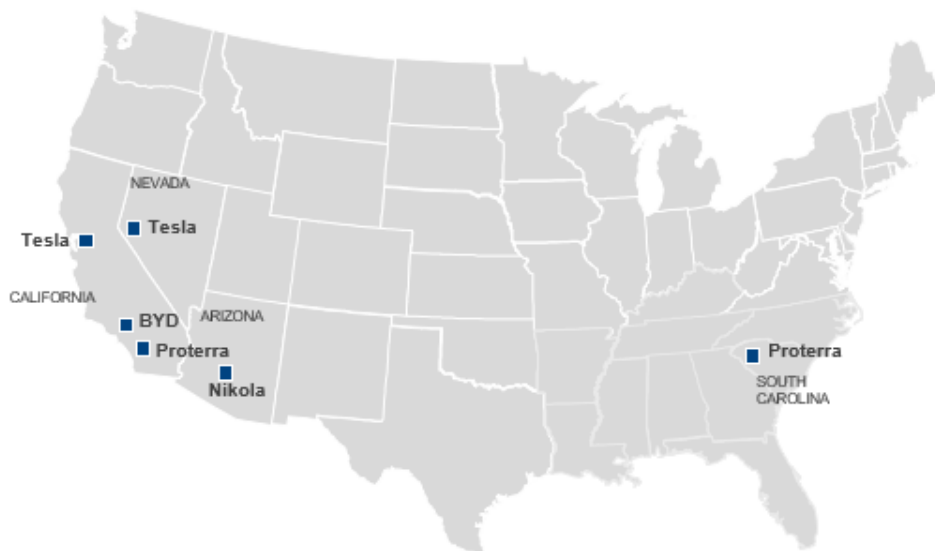 NEVADA
Tesla
Tesla
CALIFORNIA
BYD
ARIZONA
Proterra
Nikola
Proterra
SOUTH
CAROLINA